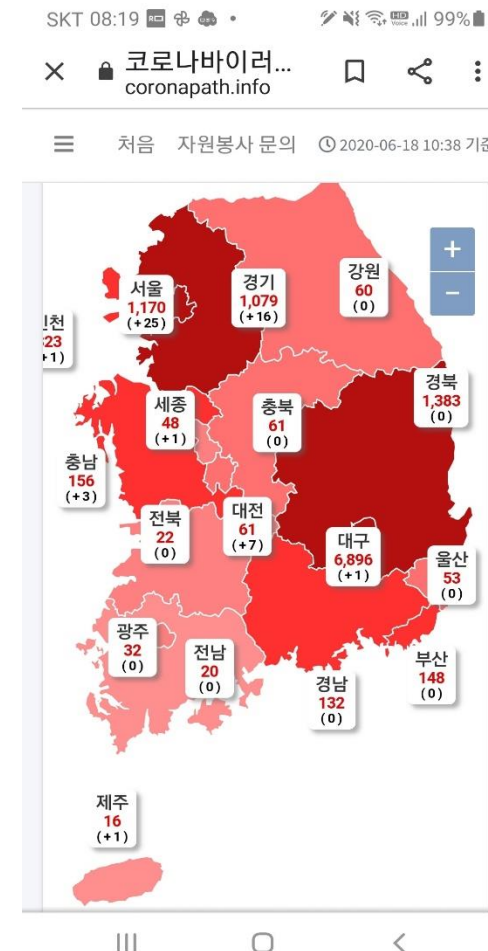 SKT 08:19
99%
코로나바이러...
coronapath.info
처음 자원봉사 문의 2020-06-18 10:38 기준
서울
1,170
(+25)
경기
1,079
(+16)
강원
60
(0)
천
23
+1)
세종
48
(+1)
충북
61
(0)
경북
1,383
(0)
충남
156
(+3)
전북
22
(0)
대전
61
(+7)
대구
6,896
(+1)
울산
53
(0)
광주
32
(0)
전남
20
(0)
경남
132
(0)
부산
148
(0)
제주
16
(+1)